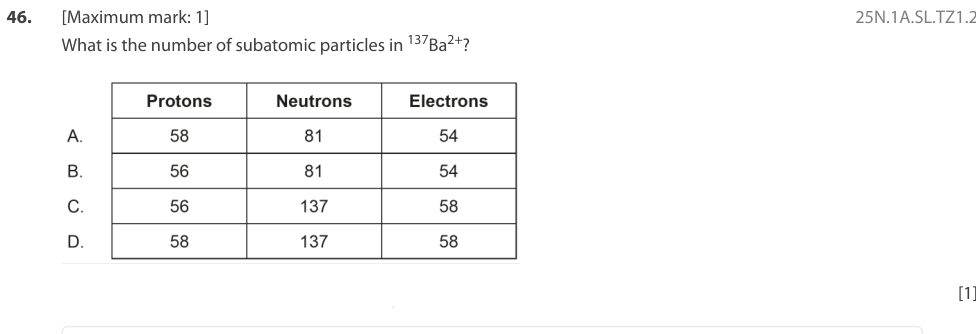 46. [Maximum mark: 1] 25N.1A.SL.TZ1.2
What is the number of subatomic particles in ¹³⁷Ba²⁺?
Protons Neutrons Electrons
A. 58 81 54
B. 56 81 54
C. 56 137 58
D. 58 137 58
[1]